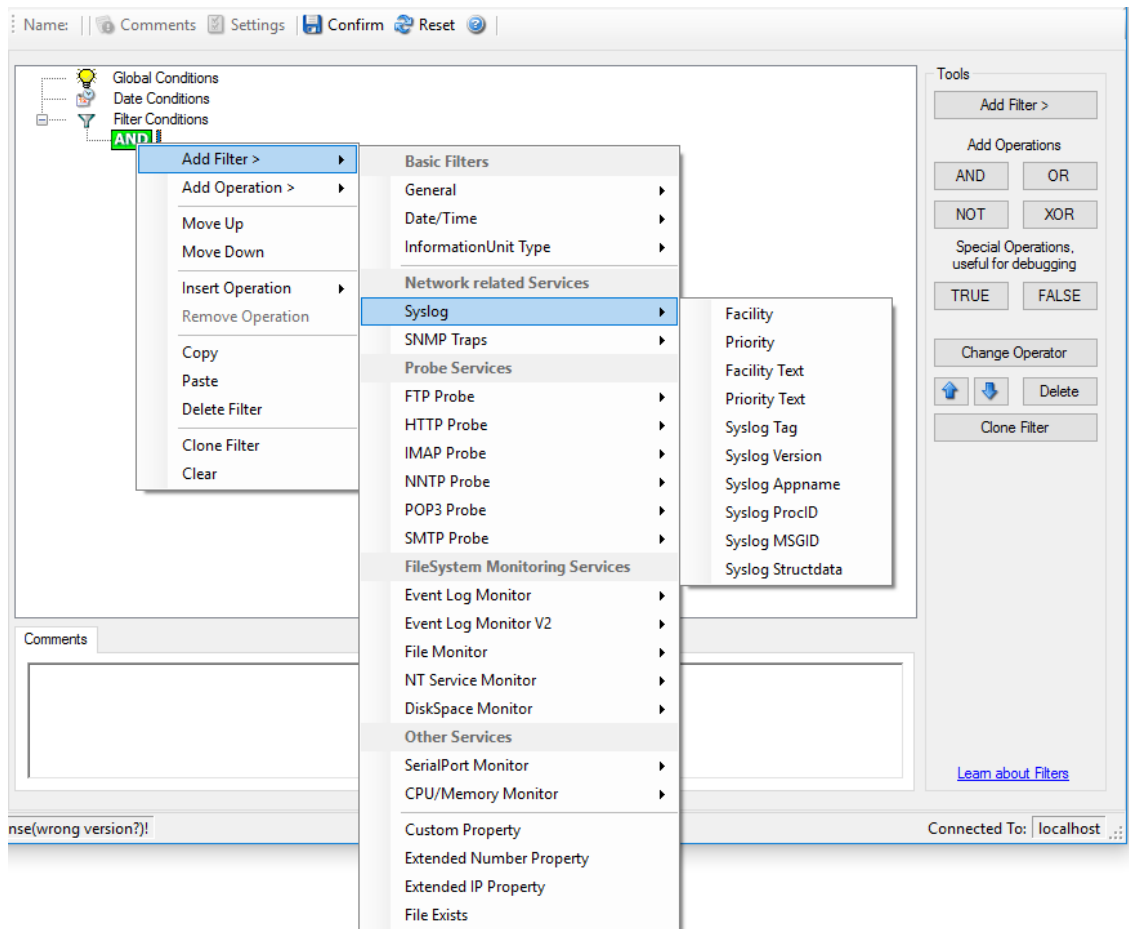 Name: Comments Settings Confirm Reset
Global Conditions
Date Conditions
Filter Conditions
AND
Add Filter >
Add Operation >
Move Up
Move Down
Insert Operation
Remove Operation
Copy
Paste
Delete Filter
Clone Filter
Clear
Basic Filters
General
Date/Time
InformationUnit Type
Network related Services
Syslog
SNMP Traps
Probe Services
FTP Probe
HTTP Probe
IMAP Probe
NNTP Probe
POP3 Probe
SMTP Probe
FileSystem Monitoring Services
Event Log Monitor
Event Log Monitor V2
File Monitor
NT Service Monitor
DiskSpace Monitor
Other Services
SerialPort Monitor
CPU/Memory Monitor
Custom Property
Extended Number Property
Extended IP Property
File Exists
Facility
Priority
Facility Text
Priority Text
Syslog Tag
Syslog Version
Syslog Appname
Syslog ProcID
Syslog MSGID
Syslog Structdata
Tools
Add Filter >
Add Operations
AND OR
NOT XOR
Special Operations,
useful for debugging
TRUE FALSE
Change Operator
Delete
Clone Filter
Learn about Filters
Comments
nse(wrong version?)!
Connected To: localhost